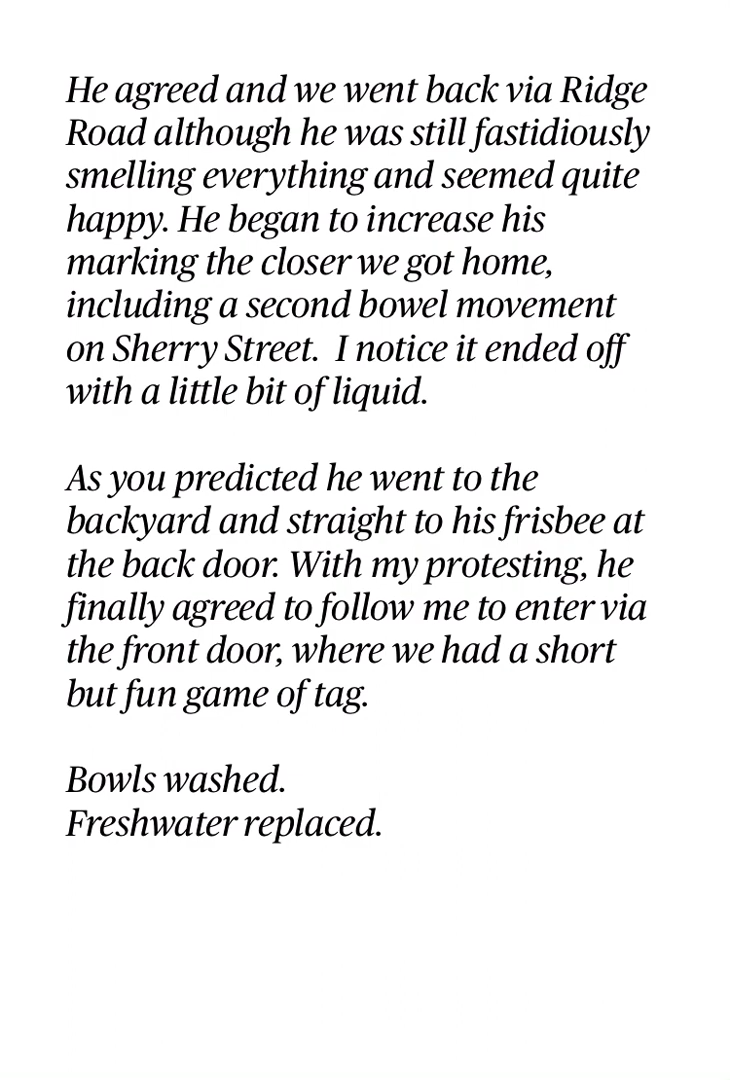 He agreed and we went back via Ridge
Road although he was still fastidiously
smelling everything and seemed quite
happy. He began to increase his
marking the closer we got home,
including a second bowel movement
on Sherry Street.  I notice it ended off
with a little bit of liquid.

As you predicted he went to the
backyard and straight to his frisbee at
the back door. With my protesting, he
finally agreed to follow me to enter via
the front door, where we had a short
but fun game of tag.

Bowls washed.
Freshwater replaced.